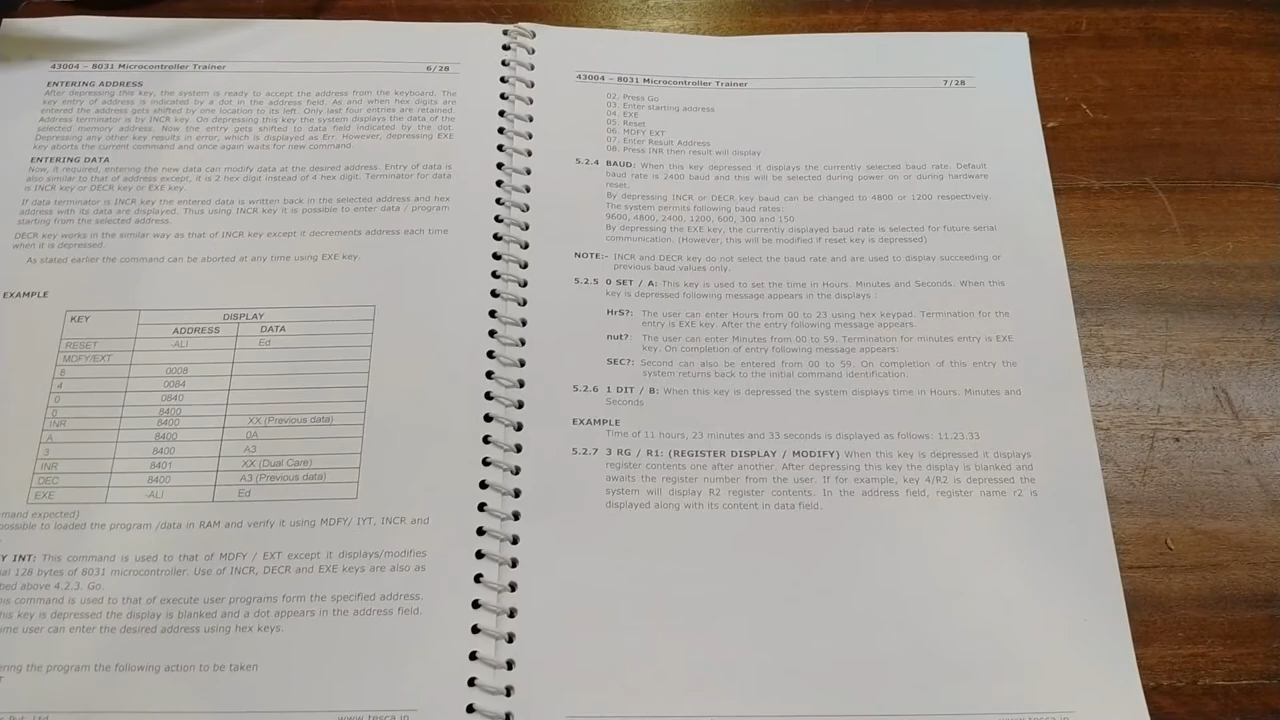 43004 – 8031 Microcontroller Trainer 6/28
ENTERING ADDRESS
After depressing this key, the system is ready to accept the address from the keyboard. The
key entry of address is indicated by a dot in the address field. As and when hex digits are
entered the address gets shifted by one location to its left. Only last four entries are retained.
Address terminator is by INCR key. On depressing this key the system displays the data of the
selected memory address. Now the entry gets shifted to data field indicated by the dot.
Depressing any other key results in error, which is displayed as Err. However, depressing EXE
key aborts the current command and once again waits for new command.
ENTERING DATA
Now, it required, entering the new data can modify data at the desired address. Entry of data is
also similar to that of address except, it is 2 hex digit instead of 4 hex digit. Terminator for data
is INCR key or DECR key or EXE key.
If data terminator is INCR key the entered data is written back in the selected address and hex
address with its data are displayed. Thus using INCR key it is possible to enter data / program
starting from the selected address.
DECR key works in the similar way as that of INCR key except it decrements address each time
when it is depressed.
As stated earlier the command can be aborted at any time using EXE key.
EXAMPLE
KEY DISPLAY
ADDRESS DATA
RESET -ALI Ed
MDFY/EXT
8 0008
4 0084
0 0840
0 8400
INR 8400 XX (Previous data)
A 8400 0A
3 8400 A3
INR 8401 XX (Dual Care)
DEC 8400 A3 (Previous data)
EXE -ALI Ed
mand expected)
possible to loaded the program /data in RAM and verify it using MDFY/ IYT, INCR and
Y INT: This command is used to that of MDFY / EXT except it displays/modifies
al 128 bytes of 8031 microcontroller. Use of INCR, DECR and EXE keys are also as
bed above 4.2.3. Go.
is command is used to that of execute user programs form the specified address.
his key is depressed the display is blanked and a dot appears in the address field.
ime user can enter the desired address using hex keys.
ering the program the following action to be taken
www.tesca.in
43004 – 8031 Microcontroller Trainer 7/28
02. Press Go
03. Enter starting address
04. EXE
05. Reset
06. MDFY EXT
07. Enter Result Address
08. Press INR then result will display
5.2.4 BAUD: When this key depressed it displays the currently selected baud rate. Default
baud rate is 2400 baud and this will be selected during power on or during hardware
reset.
By depressing INCR or DECR key baud can be changed to 4800 or 1200 respectively.
The system permits following baud rates:
9600, 4800, 2400, 1200, 600, 300 and 150
By depressing the EXE key, the currently displayed baud rate is selected for future serial
communication. (However, this will be modified if reset key is depressed)
NOTE:- INCR and DECR key do not select the baud rate and are used to display succeeding or
previous baud values only.
5.2.5 0 SET / A: This key is used to set the time in Hours. Minutes and Seconds. When this
key is depressed following message appears in the displays :
HrS?: The user can enter Hours from 00 to 23 using hex keypad. Termination for the
entry is EXE key. After the entry following message appears.
nut?: The user can enter Minutes from 00 to 59. Termination for minutes entry is EXE
key. On completion of entry following message appears:
SEC?: Second can also be entered from 00 to 59. On completion of this entry the
system returns back to the initial command identification.
5.2.6 1 DIT / B: When this key is depressed the system displays time in Hours. Minutes and
Seconds
EXAMPLE
Time of 11 hours, 23 minutes and 33 seconds is displayed as follows: 11.23.33
5.2.7 3 RG / R1: (REGISTER DISPLAY / MODIFY) When this key is depressed it displays
register contents one after another. After depressing this key the display is blanked and
awaits the register number from the user. If for example, key 4/R2 is depressed the
system will display R2 register contents. In the address field, register name r2 is
displayed along with its content in data field.